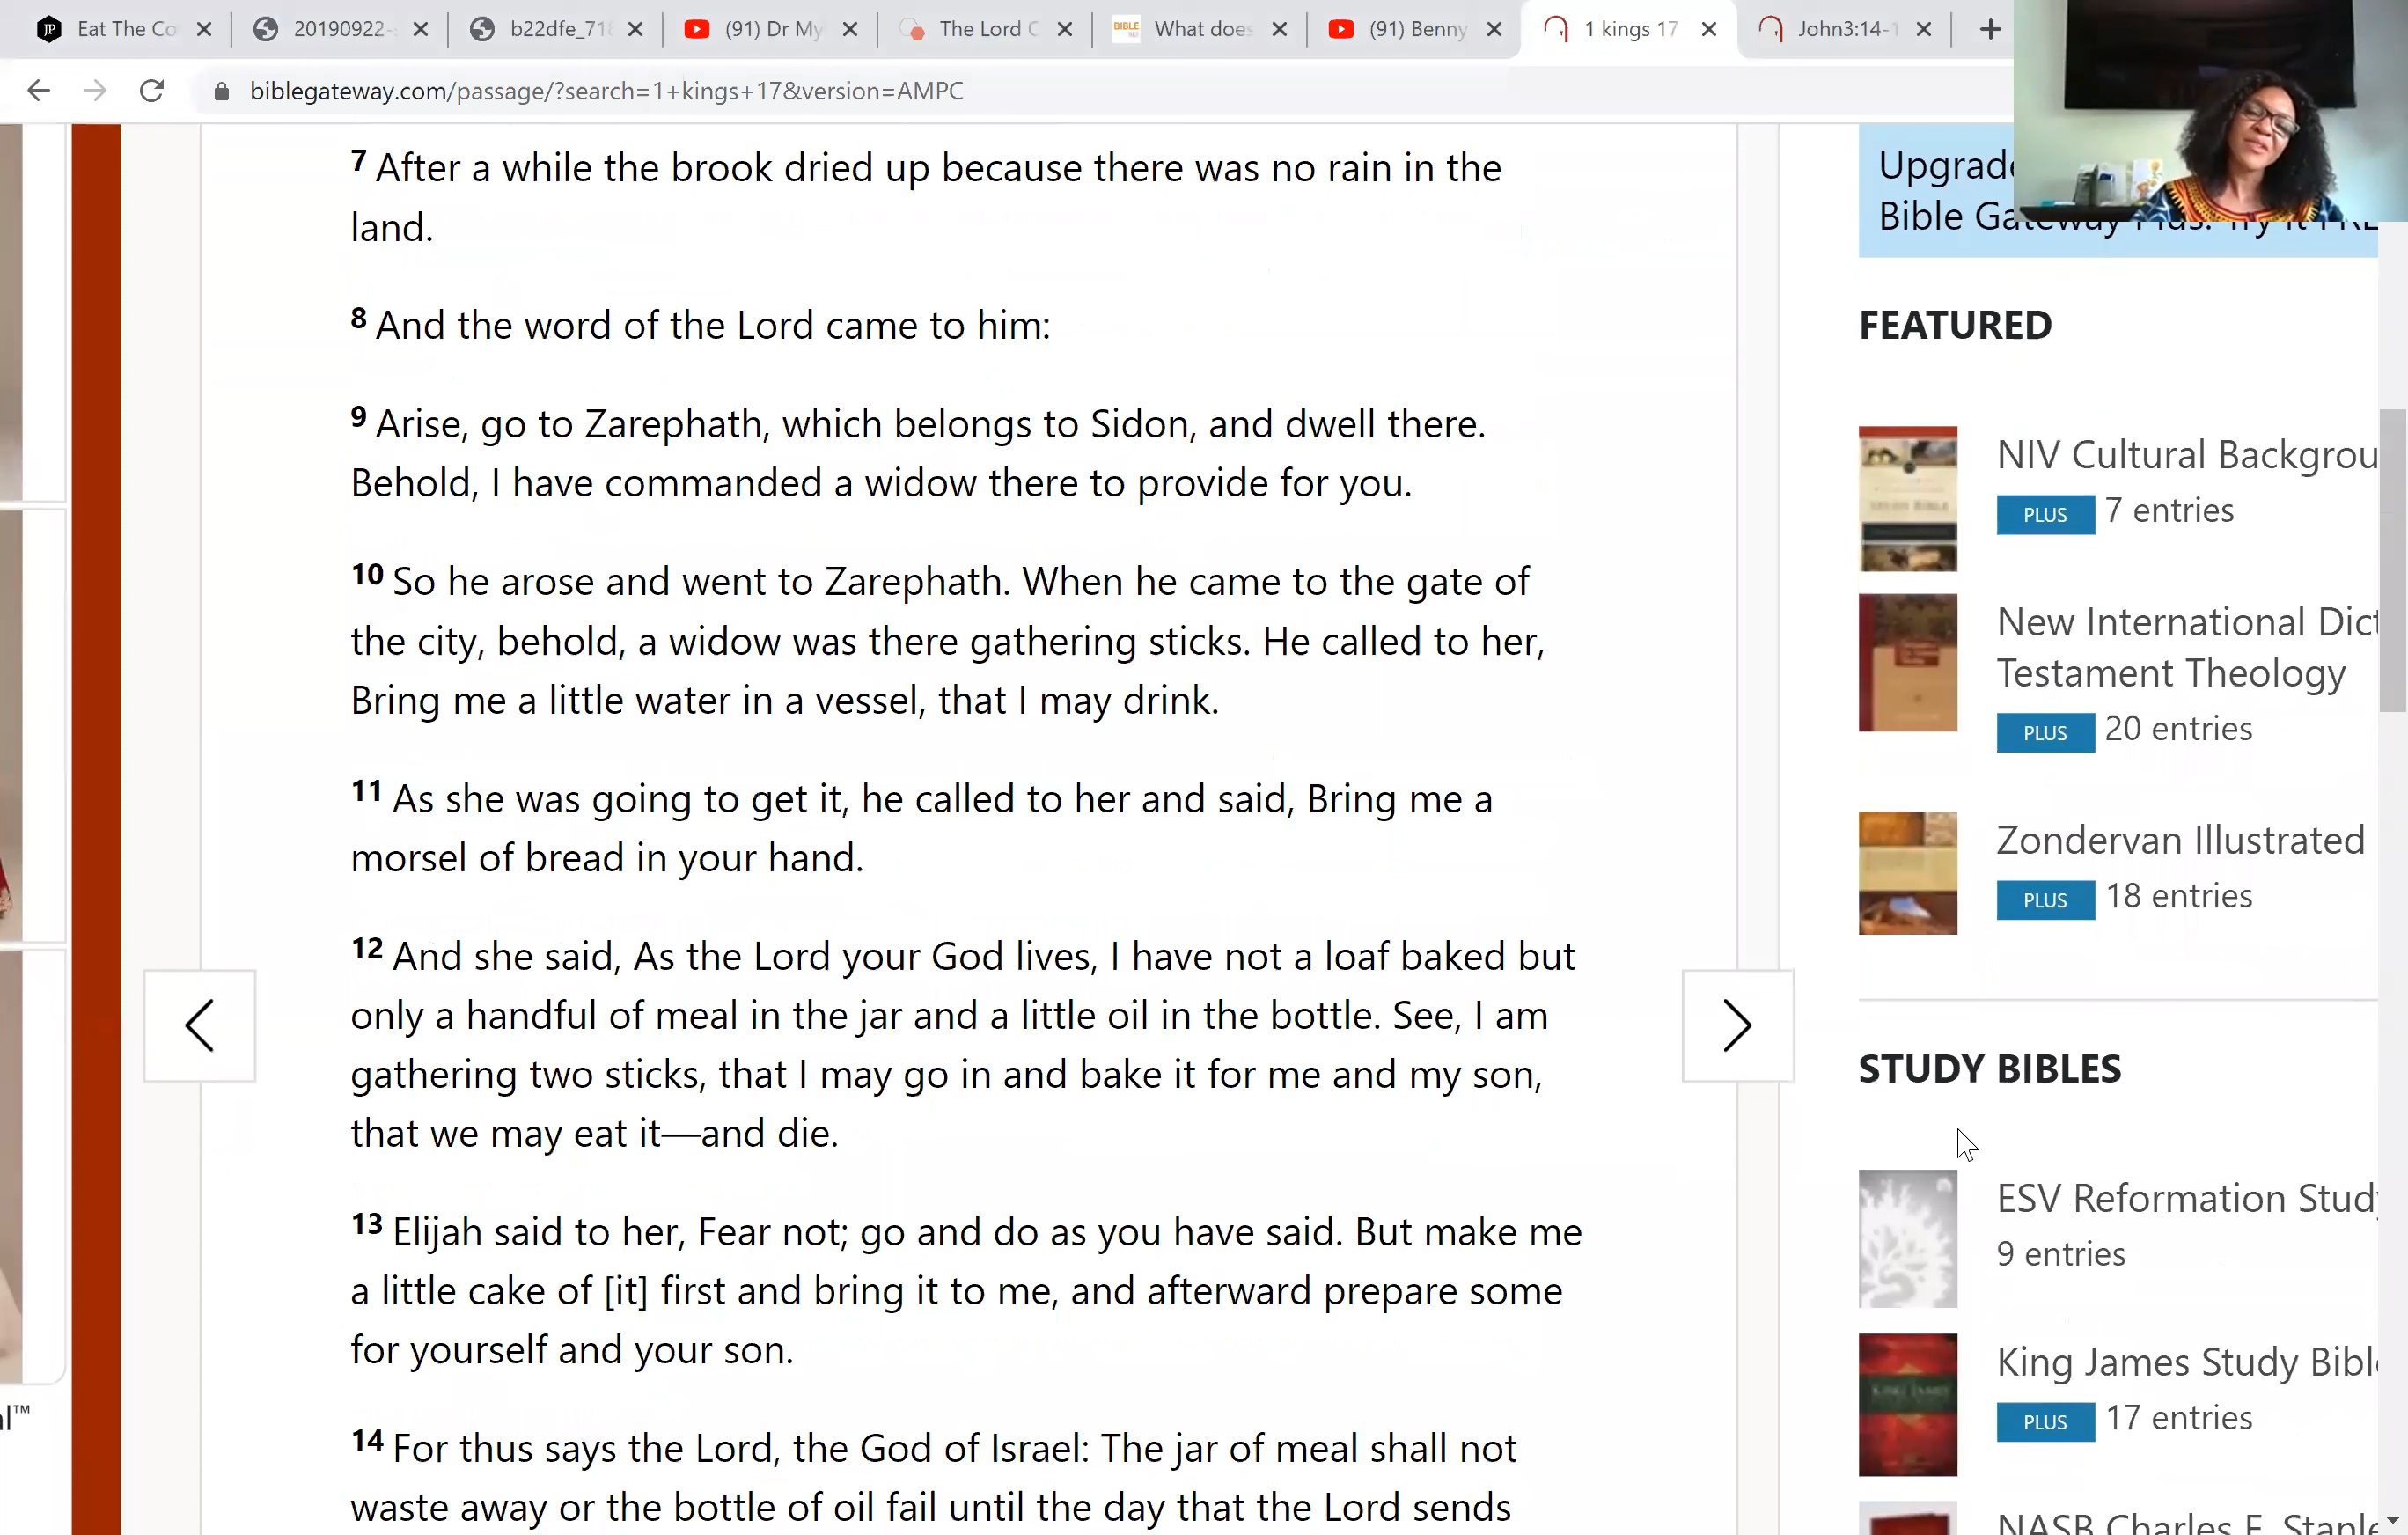 Eat The Co
20190922-
b22dfe_71
(91) Dr My
The Lord C
What does
(91) Benny
1 kings 17
John3:14-1
biblegateway.com/passage/?search=1+kings+17&version=AMPC
7 After a while the brook dried up because there was no rain in the
land.
8 And the word of the Lord came to him:
9 Arise, go to Zarephath, which belongs to Sidon, and dwell there.
Behold, I have commanded a widow there to provide for you.
10 So he arose and went to Zarephath. When he came to the gate of
the city, behold, a widow was there gathering sticks. He called to her,
Bring me a little water in a vessel, that I may drink.
11 As she was going to get it, he called to her and said, Bring me a
morsel of bread in your hand.
12 And she said, As the Lord your God lives, I have not a loaf baked but
only a handful of meal in the jar and a little oil in the bottle. See, I am
gathering two sticks, that I may go in and bake it for me and my son,
that we may eat it—and die.
13 Elijah said to her, Fear not; go and do as you have said. But make me
a little cake of [it] first and bring it to me, and afterward prepare some
for yourself and your son.
14 For thus says the Lord, the God of Israel: The jar of meal shall not
waste away or the bottle of oil fail until the day that the Lord sends
Upgrade
Bible Gateway Plus. Try it FRE
FEATURED
NIV Cultural Backgrou
PLUS 7 entries
New International Dict
Testament Theology
PLUS 20 entries
Zondervan Illustrated
PLUS 18 entries
STUDY BIBLES
ESV Reformation Study
9 entries
King James Study Bibl
PLUS 17 entries
NASB Charles F. Stanle